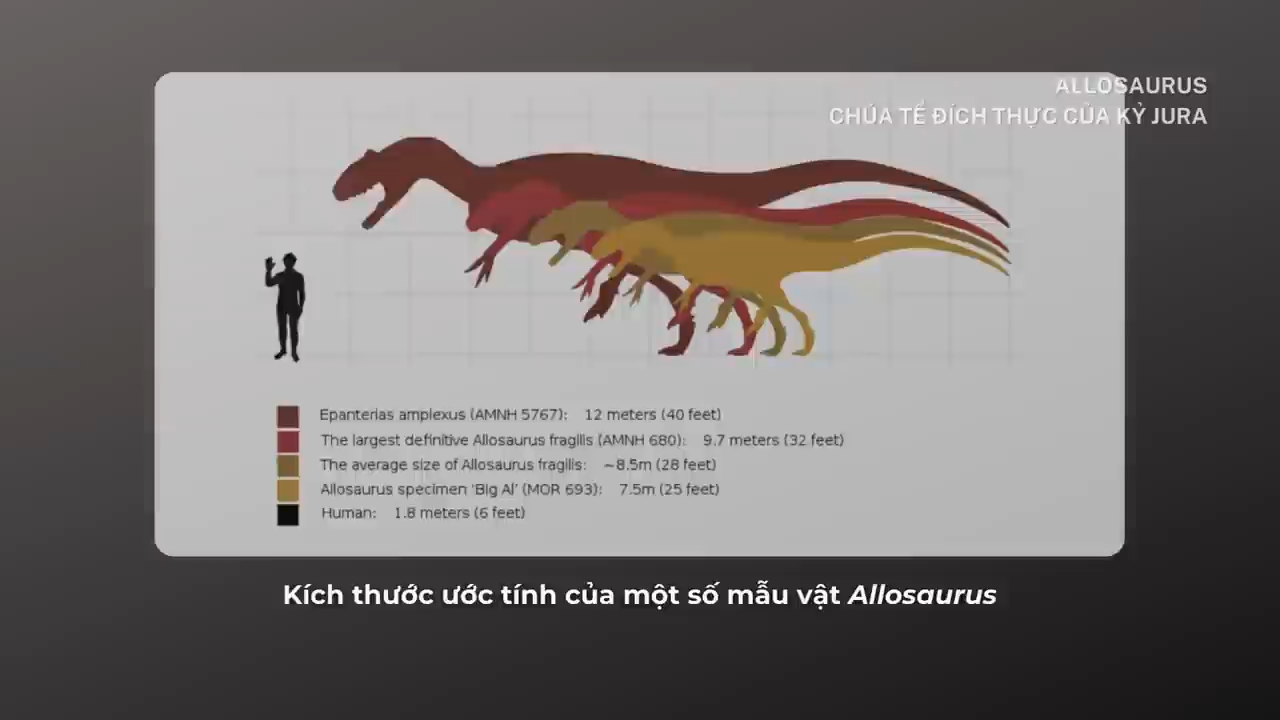 ALLOSAURUS
CHÚA TỂ ĐÍCH THỰC CỦA KỶ JURA
Epanterias amplexus (AMNH 5767): 12 meters (40 feet)
The largest definitive Allosaurus fragilis (AMNH 680): 9.7 meters (32 feet)
The average size of Allosaurus fragilis: ~8.5m (28 feet)
Allosaurus specimen 'Big Al' (MOR 693): 7.5m (25 feet)
Human: 1.8 meters (6 feet)
Kích thước ước tính của một số mẫu vật Allosaurus